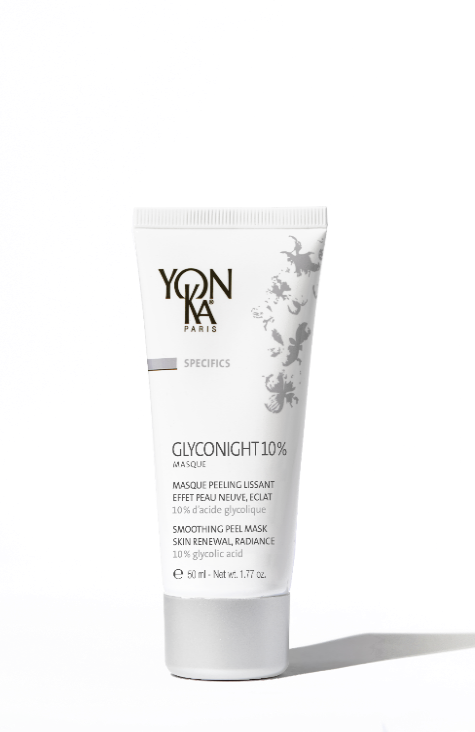 YON
KA®
PARIS
SPECIFICS
GLYCONIGHT 10%
MASQUE
MASQUE PEELING LISSANT
EFFET PEAU NEUVE, ECLAT
10% d'acide glycolique
SMOOTHING PEEL MASK
SKIN RENEWAL, RADIANCE
10% glycolic acid
℮ 50 ml - Net wt. 1.77 oz.